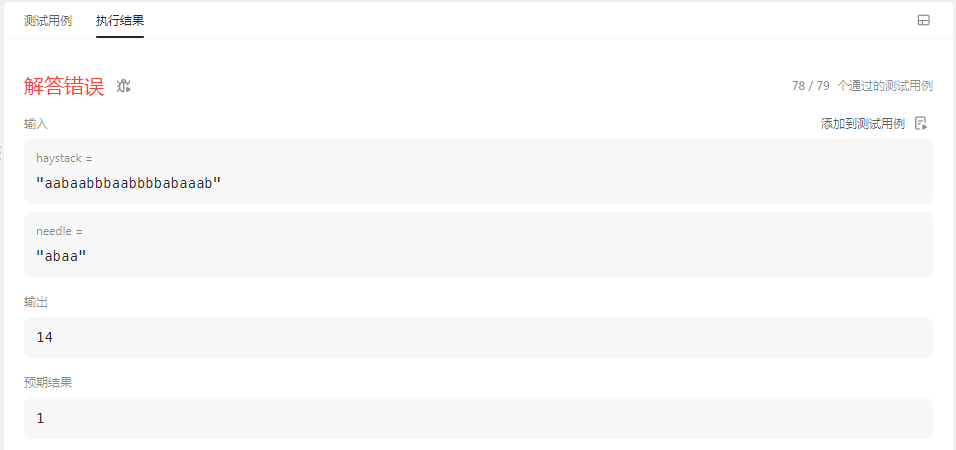 测试用例 执行结果
解答错误 78 / 79 个通过的测试用例
输入 添加到测试用例
haystack =
"aabaabbbaabbbbabaaab"
needle =
"abaa"
输出
14
预期结果
1